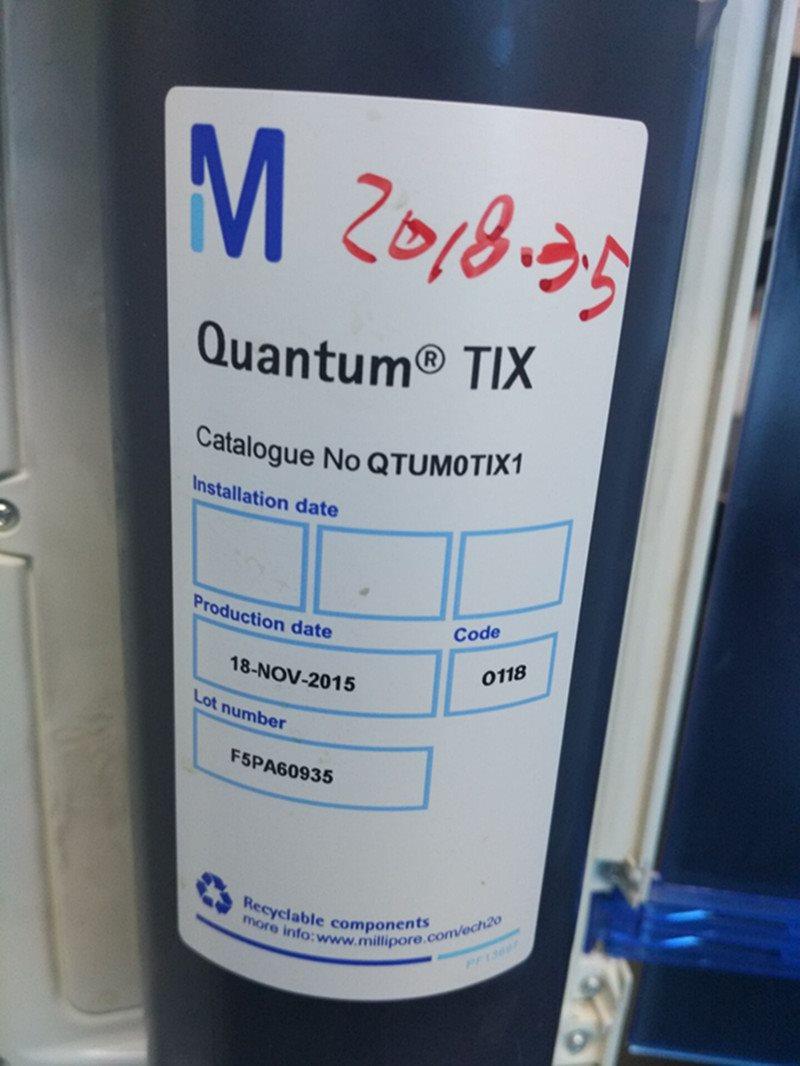 M
2018.3.5
Quantum® TIX
Catalogue No QTUM0TIX1
Installation date
Production date
Code
18-NOV-2015
0118
Lot number
F5PA60935
Recyclable components
more info:www.millipore.com/ech2o